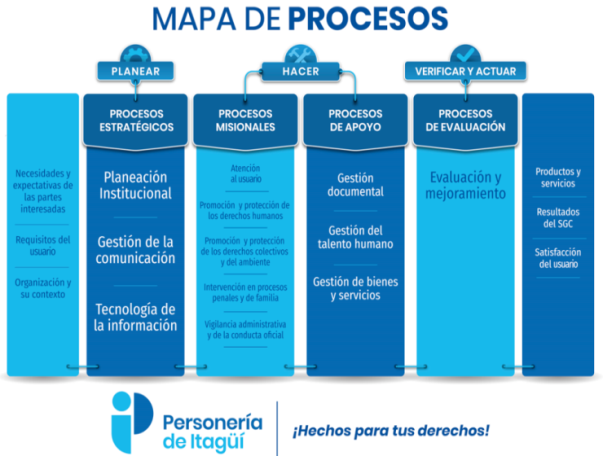 MAPA DE PROCESOS
PLANEAR
HACER
VERIFICAR Y ACTUAR
Necesidades y
expectativas de
las partes
interesadas
Requisitos del
usuario
Organización y
su contexto
PROCESOS
ESTRATÉGICOS
Planeación
Institucional
Gestión de la
comunicación
Tecnología de
la información
PROCESOS
MISIONALES
Atención
al usuario
Promoción y protección de
los derechos humanos
Promoción y protección
de los derechos colectivos
y del ambiente
Intervención en procesos
penales y de familia
Vigilancia administrativa
y de la conducta oficial
PROCESOS
DE APOYO
Gestión
documental
Gestión del
talento humano
Gestión de bienes
y servicios
PROCESOS
DE EVALUACIÓN
Evaluación y
mejoramiento
Productos y
servicios
Resultados
del SGC
Satisfacción
del usuario
Personería
de Itagüí
¡Hechos para tus derechos!